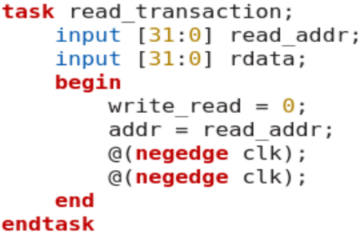 task read_transaction;
    input [31:0] read_addr;
    input [31:0] rdata;
    begin
        write_read = 0;
        addr = read_addr;
        @(negedge clk);
        @(negedge clk);
    end
endtask